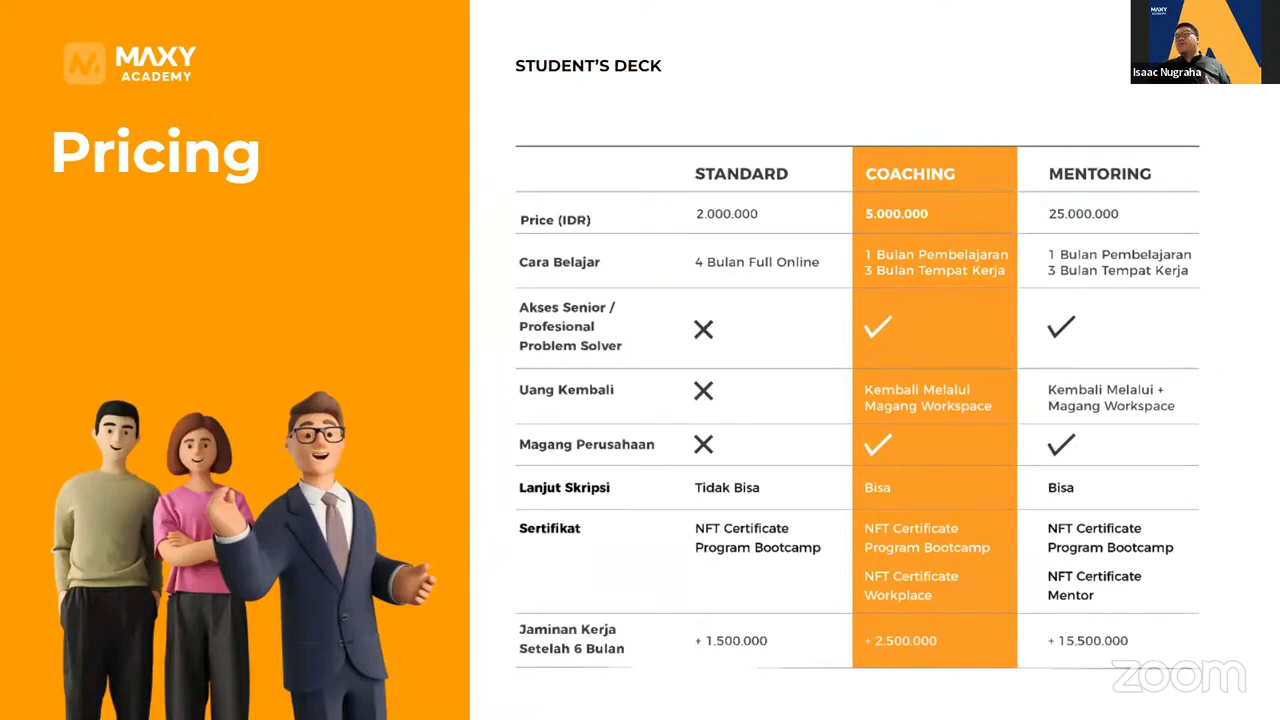 MAXY
ACADEMY
Pricing
STUDENT'S DECK
MAXY
ACADEMY
Isaac Nugraha
STANDARD COACHING MENTORING
Price (IDR) 2.000.000 5.000.000 25.000.000
Cara Belajar 4 Bulan Full Online 1 Bulan Pembelajaran 1 Bulan Pembelajaran
3 Bulan Tempat Kerja 3 Bulan Tempat Kerja
Akses Senior /
Profesional
Problem Solver
Uang Kembali Kembali Melalui Kembali Melalui +
Magang Workspace Magang Workspace
Magang Perusahaan
Lanjut Skripsi Tidak Bisa Bisa Bisa
Sertifikat NFT Certificate NFT Certificate NFT Certificate
Program Bootcamp Program Bootcamp Program Bootcamp
NFT Certificate NFT Certificate
Workplace Mentor
Jaminan Kerja
Setelah 6 Bulan + 1.500.000 + 2.500.000 + 15.500.000
zoom